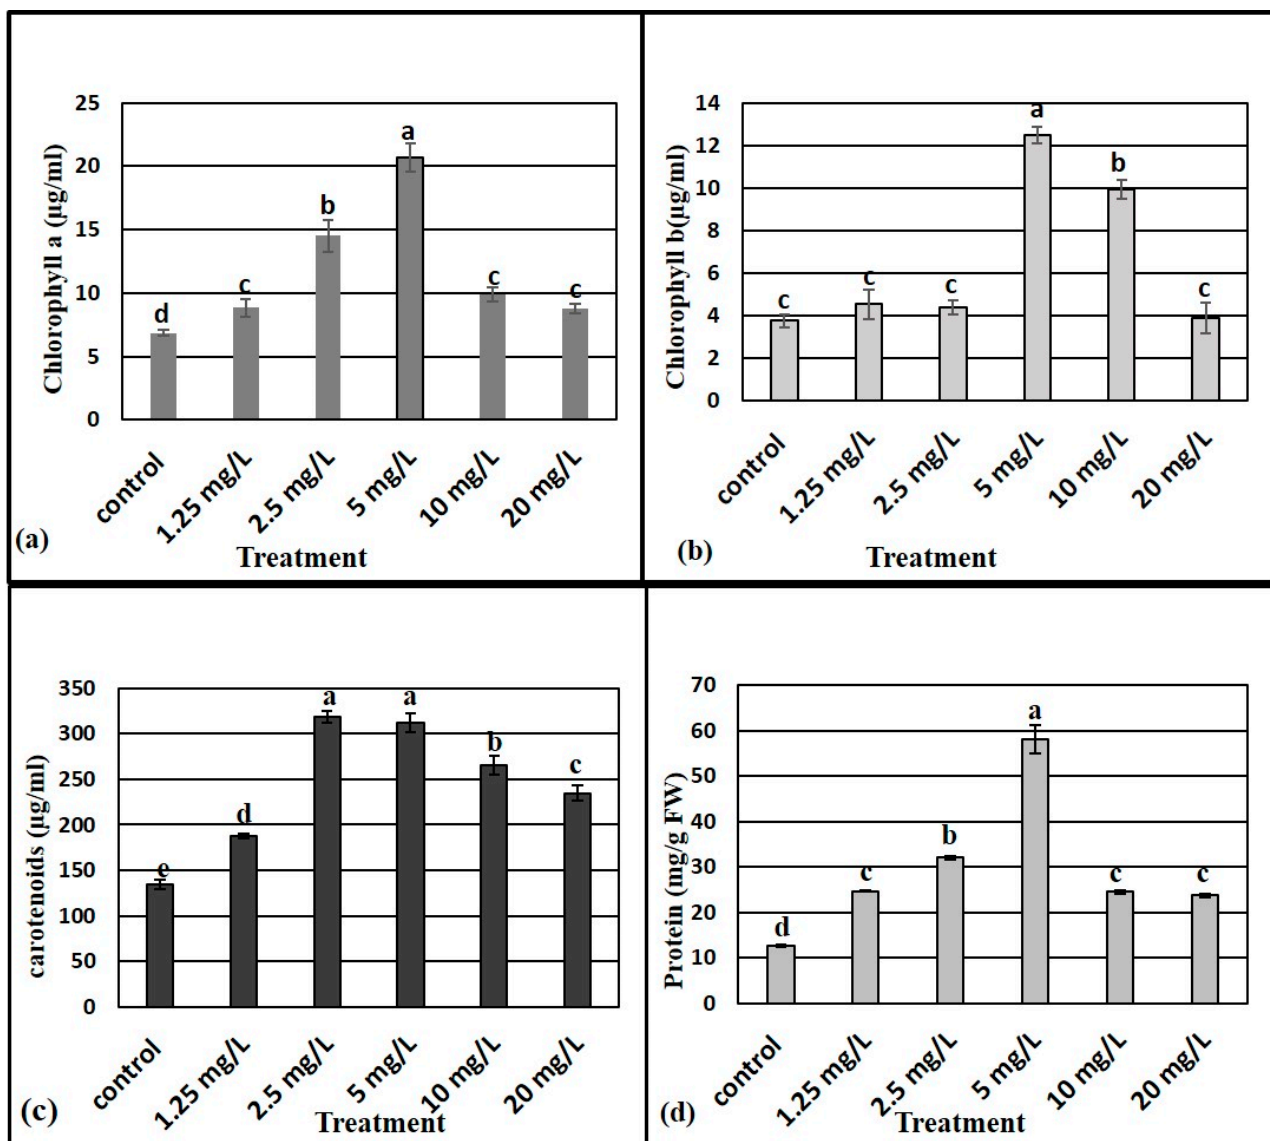 25
20
15
10
5
0
Chlorophyll a (µg/ml)
d
c
b
a
c
c
control
1.25 mg/L
2.5 mg/L
5 mg/L
10 mg/L
20 mg/L
(a)
Treatment
14
12
10
8
6
4
2
0
Chlorophyll b(µg/ml)
c
c
c
a
b
c
control
1.25 mg/L
2.5 mg/L
5 mg/L
10 mg/L
20 mg/L
(b)
Treatment
350
300
250
200
150
100
50
0
carotenoids (µg/ml)
e
d
a
a
b
c
control
1.25 mg/L
2.5 mg/L
5 mg/L
10 mg/L
20 mg/L
(c)
Treatment
70
60
50
40
30
20
10
0
Protein (mg/g FW)
d
c
b
a
c
c
control
1.25 mg/L
2.5 mg/L
5 mg/L
10 mg/L
20 mg/L
(d)
Treatment